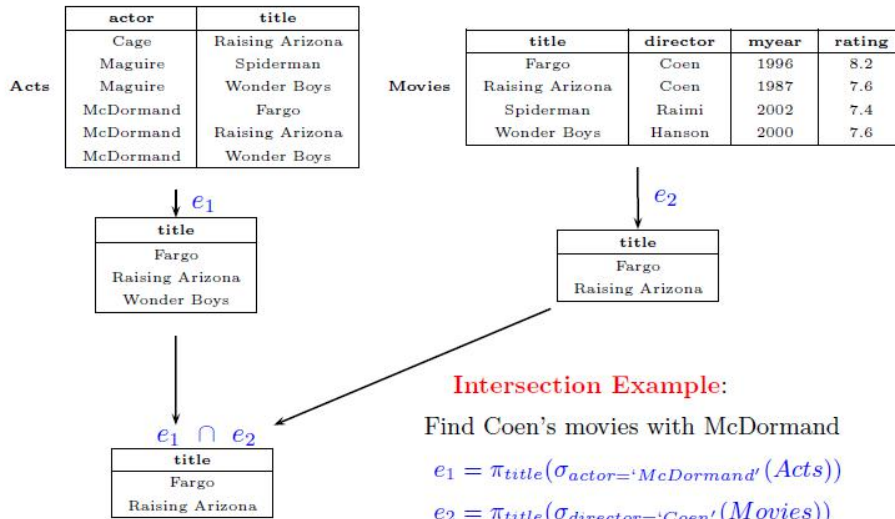 actor title
Cage Raising Arizona
Maguire Spiderman
Maguire Wonder Boys
McDormand Fargo
McDormand Raising Arizona
McDormand Wonder Boys
Acts
title director myear rating
Fargo Coen 1996 8.2
Raising Arizona Coen 1987 7.6
Spiderman Raimi 2002 7.4
Wonder Boys Hanson 2000 7.6
Movies
e₁
title
Fargo
Raising Arizona
Wonder Boys
e₂
title
Fargo
Raising Arizona
e₁ ∩ e₂
title
Fargo
Raising Arizona
Intersection Example:
Find Coen's movies with McDormand
e₁ = π_title(σ_actor=‘McDormand’(Acts))
e₂ = π_title(σ_director=‘Coen’(Movies))